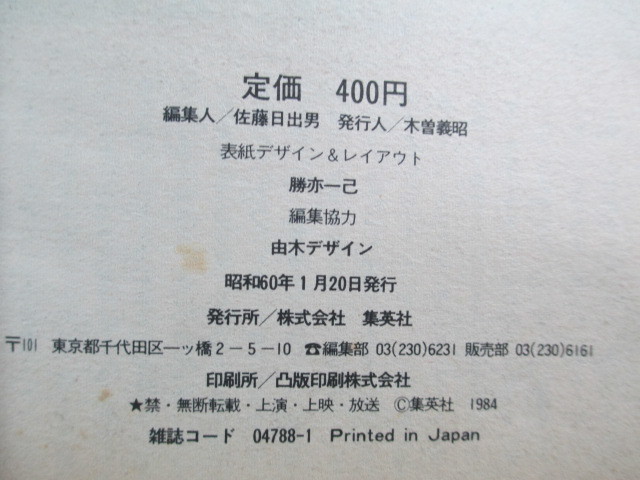 定価 400円
編集人／佐藤日出男 発行人／木曽義昭
表紙デザイン＆レイアウト
勝亦一己
編集協力
由木デザイン
昭和60年1月20日発行
発行所／株式会社 集英社
〒101 東京都千代田区一ッ橋2－5－10 ☎編集部 03(230)6231 販売部 03(230)6161
印刷所／凸版印刷株式会社
★禁・無断転載・上演・上映・放送 Ⓒ集英社 1984
雑誌コード 04788-1 Printed in Japan